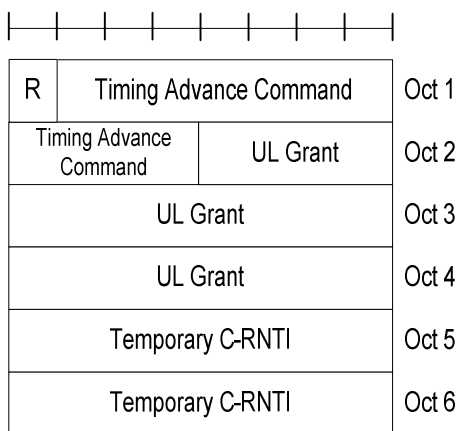 R Timing Advance Command Oct 1
Timing Advance
Command UL Grant Oct 2
UL Grant Oct 3
UL Grant Oct 4
Temporary C-RNTI Oct 5
Temporary C-RNTI Oct 6